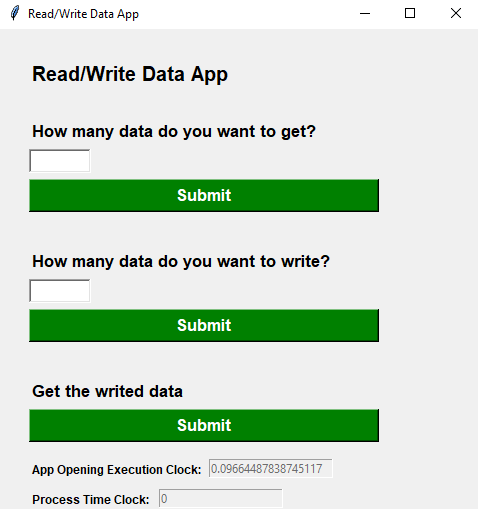 Read/Write Data App
Read/Write Data App
How many data do you want to get?
Submit
How many data do you want to write?
Submit
Get the writed data
Submit
App Opening Execution Clock: 0.09664487838745117
Process Time Clock: 0